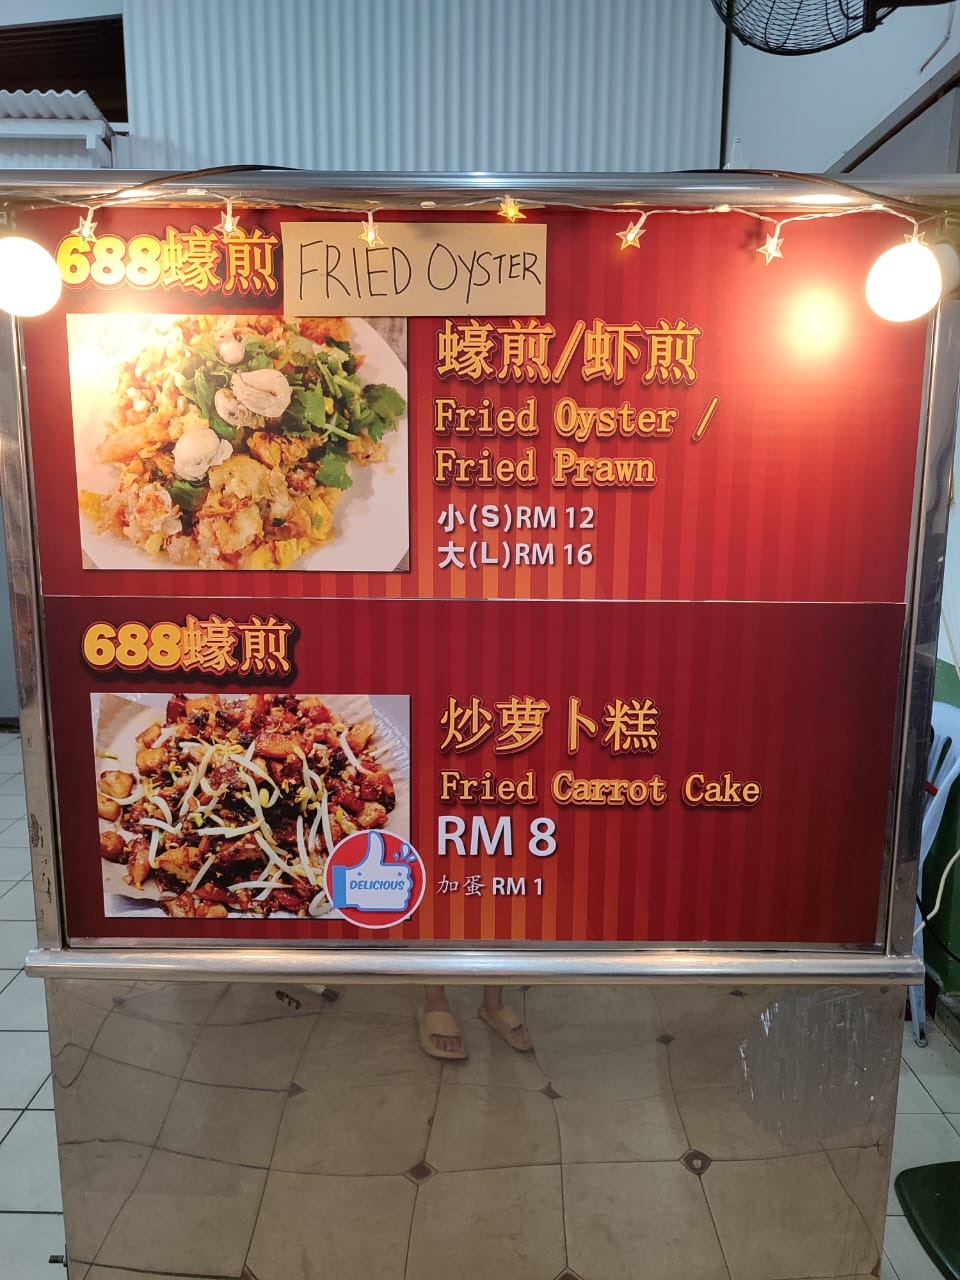 688蠔煎
FRIED OYSTER
蠔煎/虾煎
Fried Oyster /
Fried Prawn
小(S)RM 12
大(L)RM 16
688蠔煎
炒萝卜糕
Fried Carrot Cake
RM 8
加蛋 RM 1
DELICIOUS